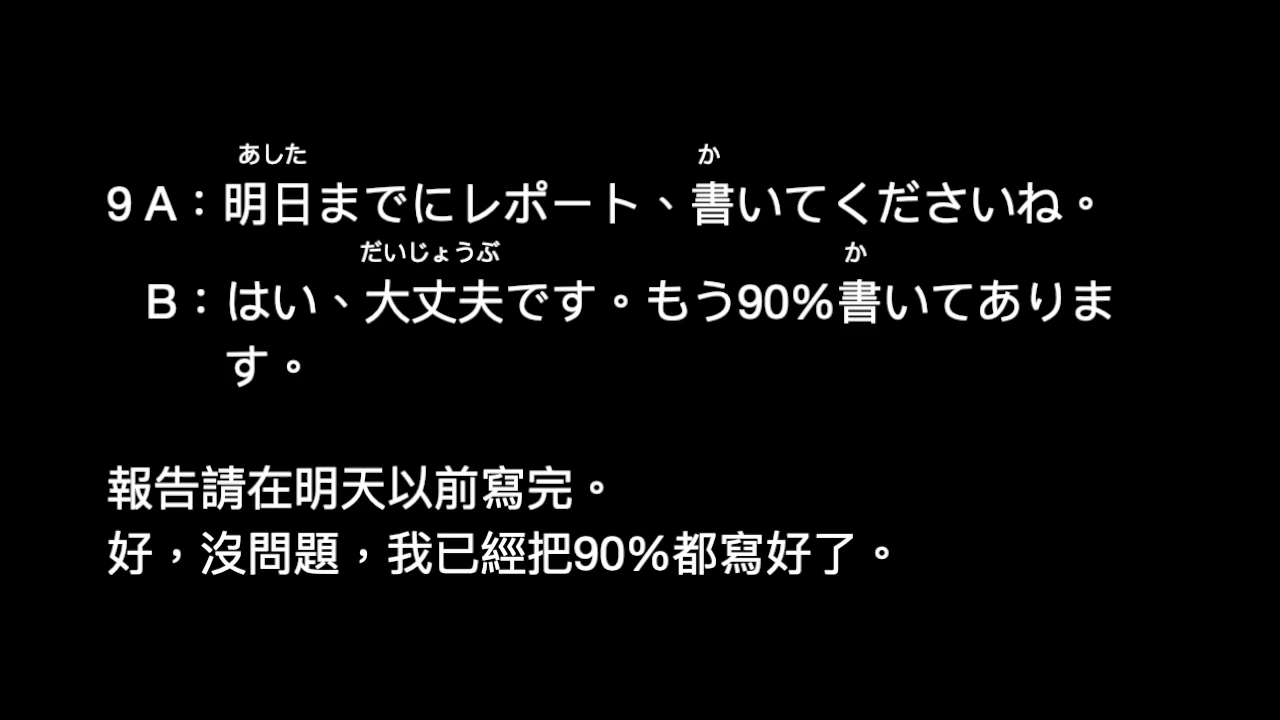 あした か
9 A：明日までにレポート、書いてくださいね。
だいじょうぶ か
B：はい、大丈夫です。もう90%書いてありま
す。
報告請在明天以前寫完。
好，沒問題，我已經把90%都寫好了。